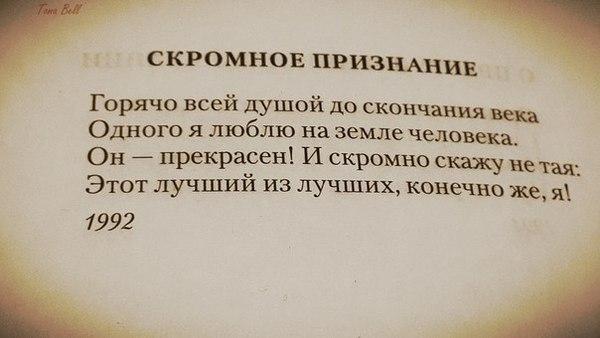 Tona Bell
СКРОМНОЕ ПРИЗНАНИЕ
Горячо всей душой до скончания века
Одного я люблю на земле человека.
Он — прекрасен! И скромно скажу не тая:
Этот лучший из лучших, конечно же, я!
1992